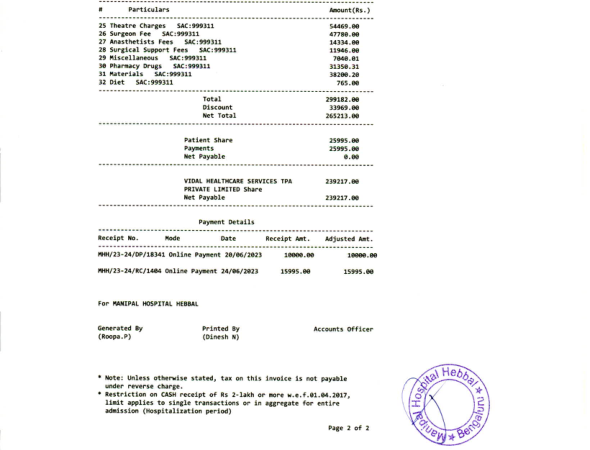 #        Particulars        Amount(Rs.)
25 Theatre Charges   SAC:999311        54469.00
26 Surgeon Fee   SAC:999311        47780.00
27 Anasthetists Fees   SAC:999311        14334.00
28 Surgical Support Fees   SAC:999311        11946.00
29 Miscellaneous   SAC:999311        7040.01
30 Pharmacy Drugs   SAC:999311        31350.31
31 Materials   SAC:999311        38200.20
32 Diet   SAC:999311        765.00
Total        299182.00
Discount        33969.00
Net Total        265213.00
Patient Share        25995.00
Payments        25995.00
Net Payable        0.00
VIDAL HEALTHCARE SERVICES TPA        239217.00
PRIVATE LIMITED Share
Net Payable        239217.00
Payment Details
Receipt No.        Mode        Date        Receipt Amt.        Adjusted Amt.
MHH/23-24/DP/18341 Online Payment 20/06/2023        10000.00        10000.00
MHH/23-24/RC/1404 Online Payment 24/06/2023        15995.00        15995.00
For MANIPAL HOSPITAL HEBBAL
Generated By        Printed By        Accounts Officer
(Roopa.P)        (Dinesh N)
* Note: Unless otherwise stated, tax on this invoice is not payable
under reverse charge.
* Restriction on CASH receipt of Rs 2-lakh or more w.e.f.01.04.2017,
limit applies to single transactions or in aggregate for entire
admission (Hospitalization period)
Page 2 of 2
Manipal Hospital Hebbal * Bengaluru *